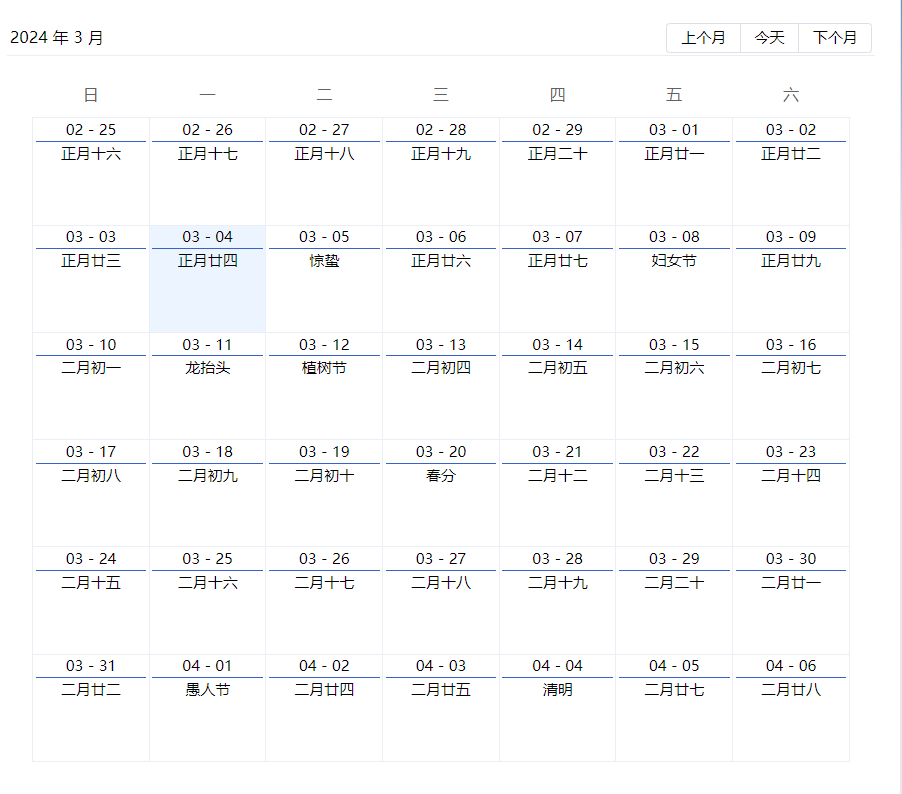 2024 年 3 月 上个月 今天 下个月
日 一 二 三 四 五 六
02 - 25 02 - 26 02 - 27 02 - 28 02 - 29 03 - 01 03 - 02
正月十六 正月十七 正月十八 正月十九 正月二十 正月廿一 正月廿二
03 - 03 03 - 04 03 - 05 03 - 06 03 - 07 03 - 08 03 - 09
正月廿三 正月廿四 惊蛰 正月廿六 正月廿七 妇女节 正月廿九
03 - 10 03 - 11 03 - 12 03 - 13 03 - 14 03 - 15 03 - 16
二月初一 龙抬头 植树节 二月初四 二月初五 二月初六 二月初七
03 - 17 03 - 18 03 - 19 03 - 20 03 - 21 03 - 22 03 - 23
二月初八 二月初九 二月初十 春分 二月十二 二月十三 二月十四
03 - 24 03 - 25 03 - 26 03 - 27 03 - 28 03 - 29 03 - 30
二月十五 二月十六 二月十七 二月十八 二月十九 二月二十 二月廿一
03 - 31 04 - 01 04 - 02 04 - 03 04 - 04 04 - 05 04 - 06
二月廿二 愚人节 二月廿四 二月廿五 清明 二月廿七 二月廿八